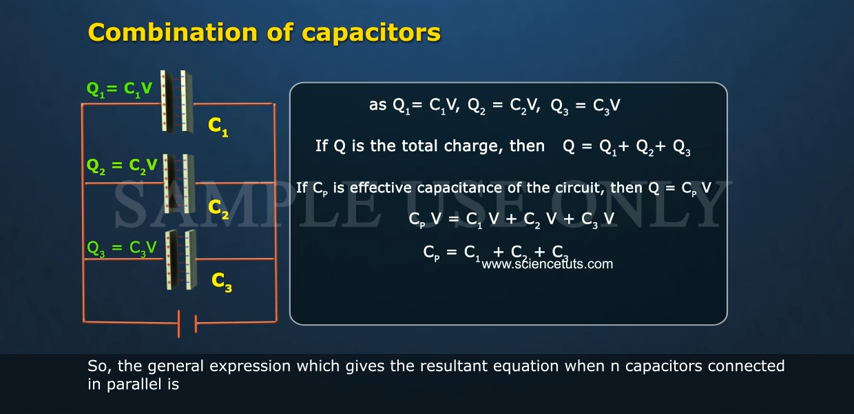 Combination of capacitors
Q₁= C₁V
C₁
Q₂ = C₂V
C₂
Q₃ = C₃V
C₃
as Q₁= C₁V, Q₂ = C₂V, Q₃ = C₃V
If Q is the total charge, then Q = Q₁+ Q₂+ Q₃
If Cₚ is effective capacitance of the circuit, then Q = Cₚ V
SAMPLE USE ONLY
Cₚ V = C₁ V + C₂ V + C₃ V
Cₚ = C₁ + C₂ + C₃
www.sciencetuts.com
So, the general expression which gives the resultant equation when n capacitors connected
in parallel is